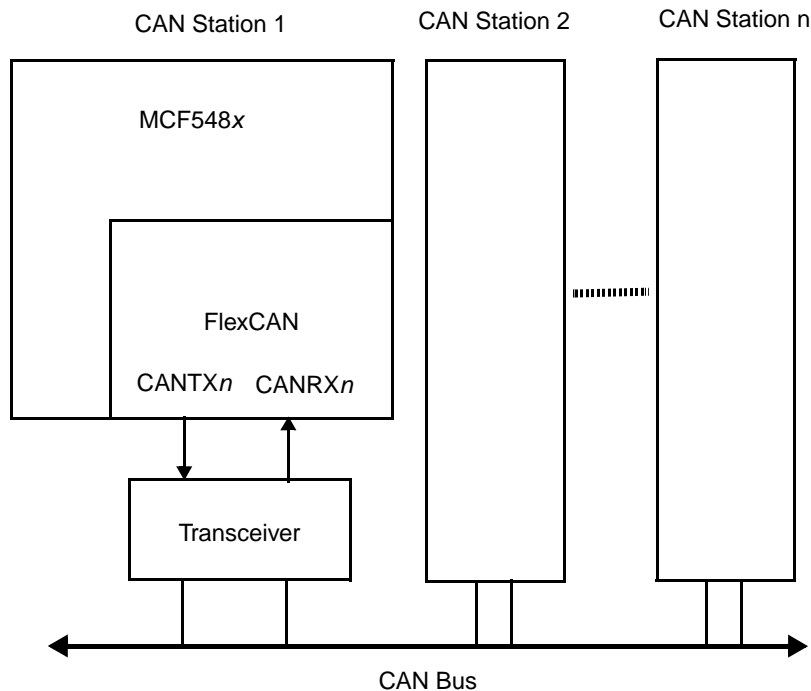 CAN Station 1
CAN Station 2
CAN Station n
MCF548x
FlexCAN
CANTXn
CANRXn
Transceiver
CAN Bus